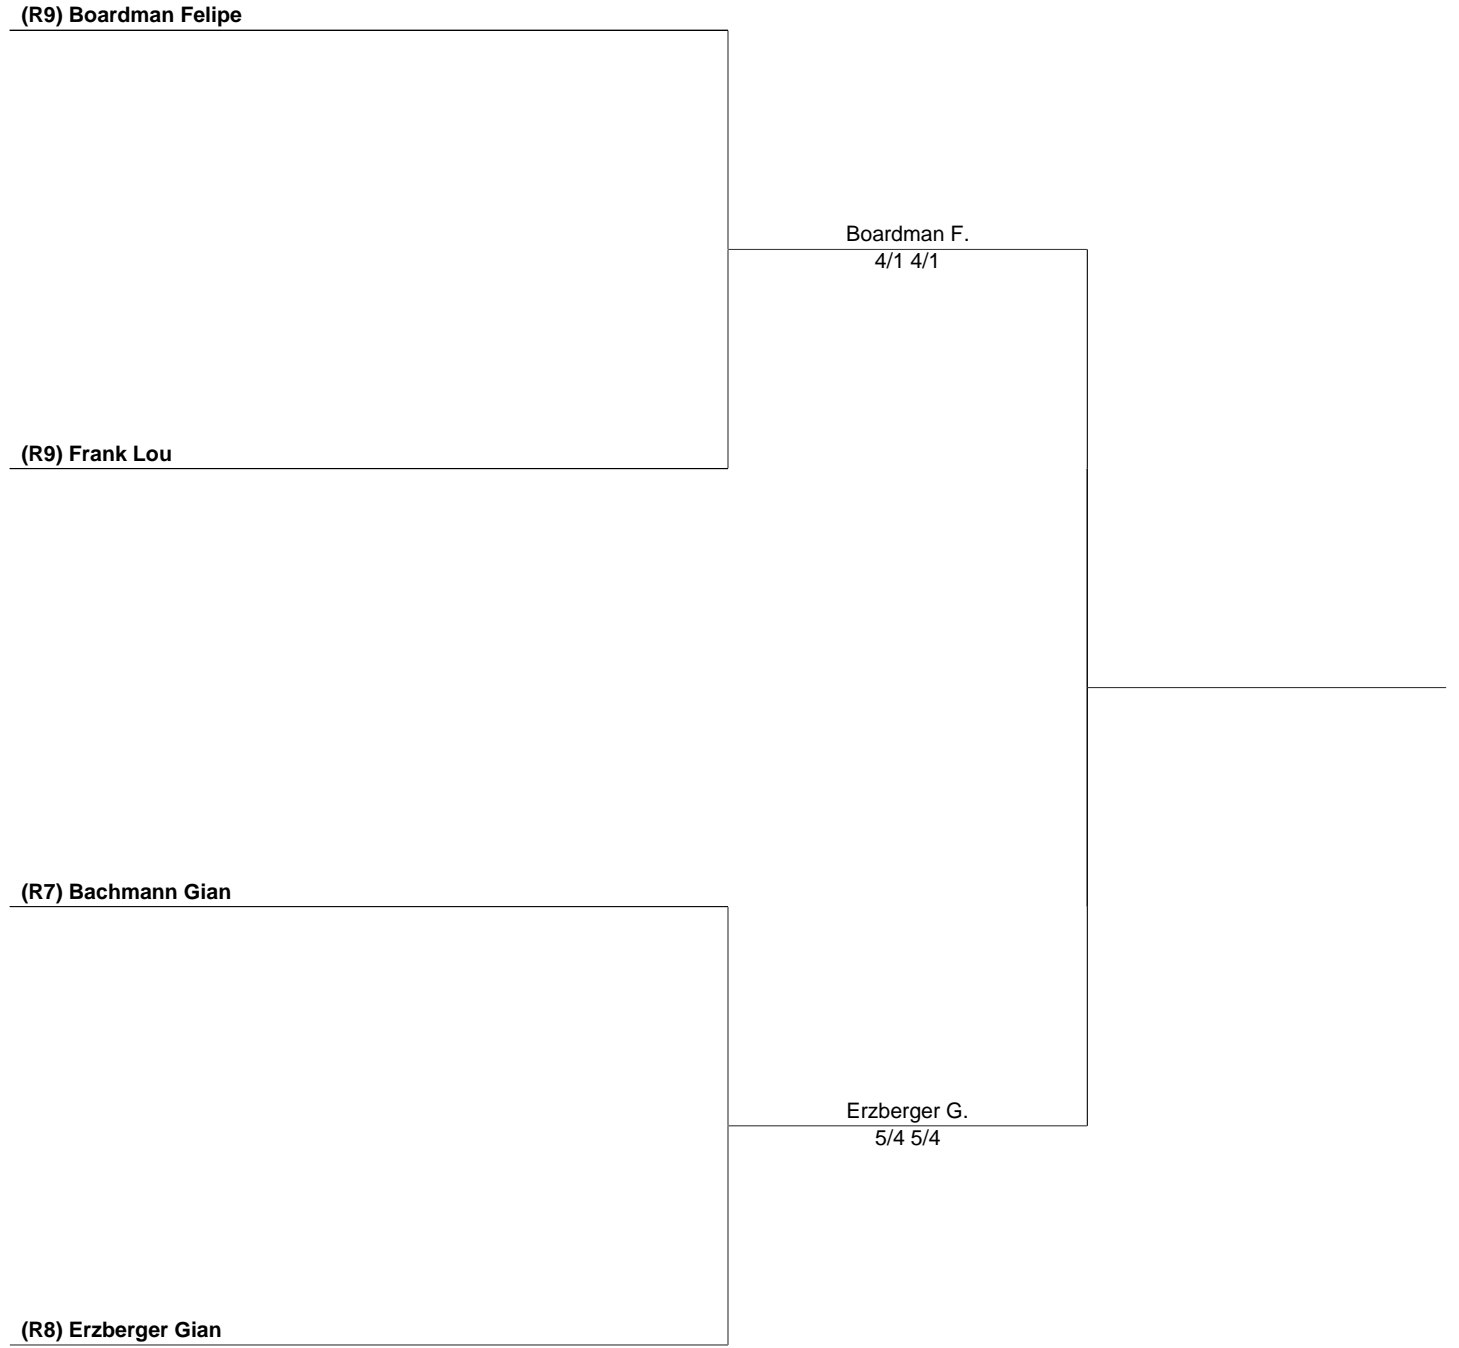 (R9) Boardman Felipe
Boardman F.
4/1 4/1
(R9) Frank Lou
(R7) Bachmann Gian
Erzberger G.
5/4 5/4
(R8) Erzberger Gian